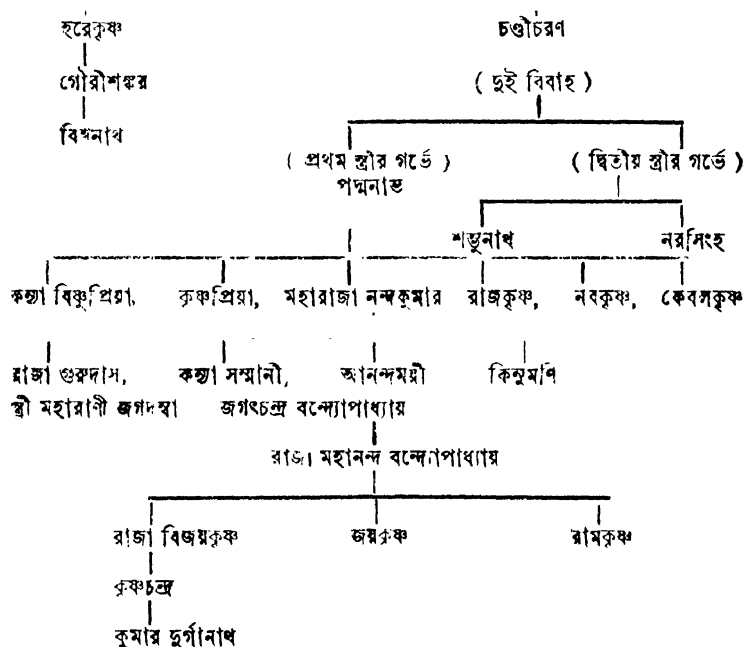 হরেকৃষ্ণ চণ্ডীচরণ
গৌরীশঙ্কর ( দুই বিবাহ )
বিশ্বনাথ
( প্রথম স্ত্রীর গর্ভে ) ( দ্বিতীয় স্ত্রীর গর্ভে )
পদ্মনাভ
শম্ভুনাথ নরসিংহ
কন্যা বিষ্ণুপ্রিয়া, কৃষ্ণপ্রিয়া, মহারাজা নন্দকুমার রাজকৃষ্ণ, নবকৃষ্ণ, কেবলকৃষ্ণ
রাজা গুরুদাস, কন্যা সম্মানী, আনন্দময়ী কিনুমণি
স্ত্রী মহারাণী জগদম্বা জগৎচন্দ্র বন্দ্যোপাধ্যায়
রাজা মহানন্দ বন্দ্যোপাধ্যায়
রাজা বিজয়কৃষ্ণ জয়কৃষ্ণ রামকৃষ্ণ
কৃষ্ণচন্দ্র
কুমার দুর্গানাথ